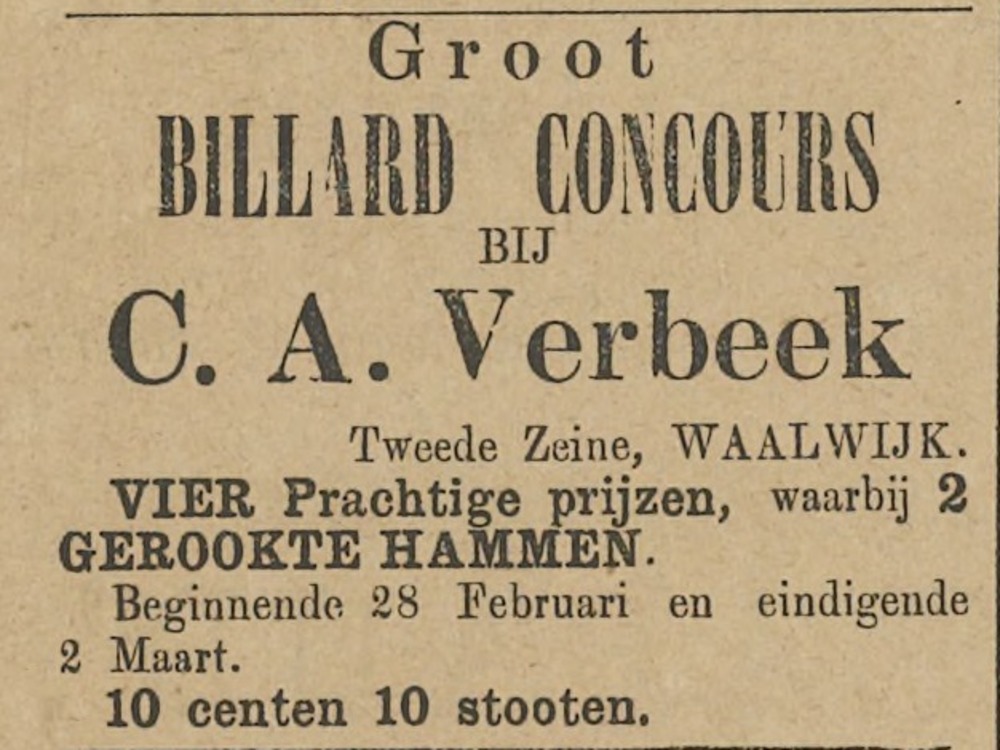 Groot
BILLARD CONCOURS
BIJ
C. A. Verbeek
Tweede Zeine, WAALWIJK.
VIER Prachtige prijzen, waarbij 2
GEROOKTE HAMMEN.
Beginnende 28 Februari en eindigende
2 Maart.
10 centen 10 stooten.